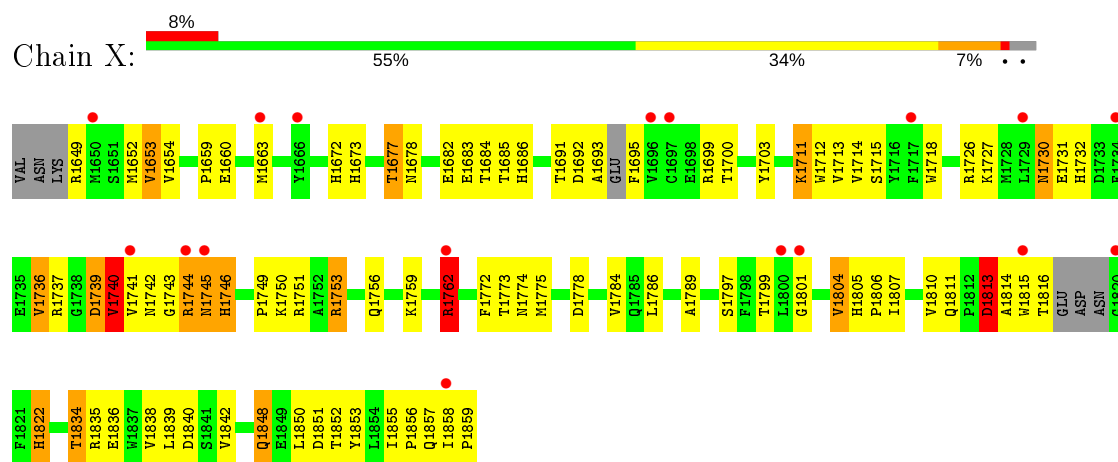 8%
Chain X:
55% 34% 7% • •
VAL ASN LYS R1649 M1650 S1651 M1652 V1653 V1654 P1659 E1660 M1663 Y1666 H1672 H1673 T1677 N1678 E1682 E1683 T1684 T1685 H1686 T1691 D1692 A1693 GLU F1695 V1696 C1697 E1698 R1699 T1700 Y1703 K1711 W1712 V1713 V1714 S1715 Y1716 F1717 W1718 R1726 K1727 M1728 L1729 N1730 E1731 H1732 D1733
E1735 V1736 R1737 G1738 D1739 V1740 V1741 N1742 G1743 R1744 N1745 H1746 P1749 K1750 R1751 A1752 R1753 Q1756 K1759 R1762 F1772 T1773 N1774 M1775 D1778 V1784 Q1785 L1786 A1789 S1797 F1798 T1799 L1800 G1801 V1804 H1805 P1806 I1807 V1810 Q1811 P1812 D1813 A1814 W1815 T1816 GLU ASP ASN G1820
F1821 H1822 T1834 R1835 E1836 W1837 V1838 L1839 D1840 S1841 V1842 Q1848 E1849 L1850 D1851 T1852 Y1853 L1854 I1855 P1856 Q1857 I1858 P1859